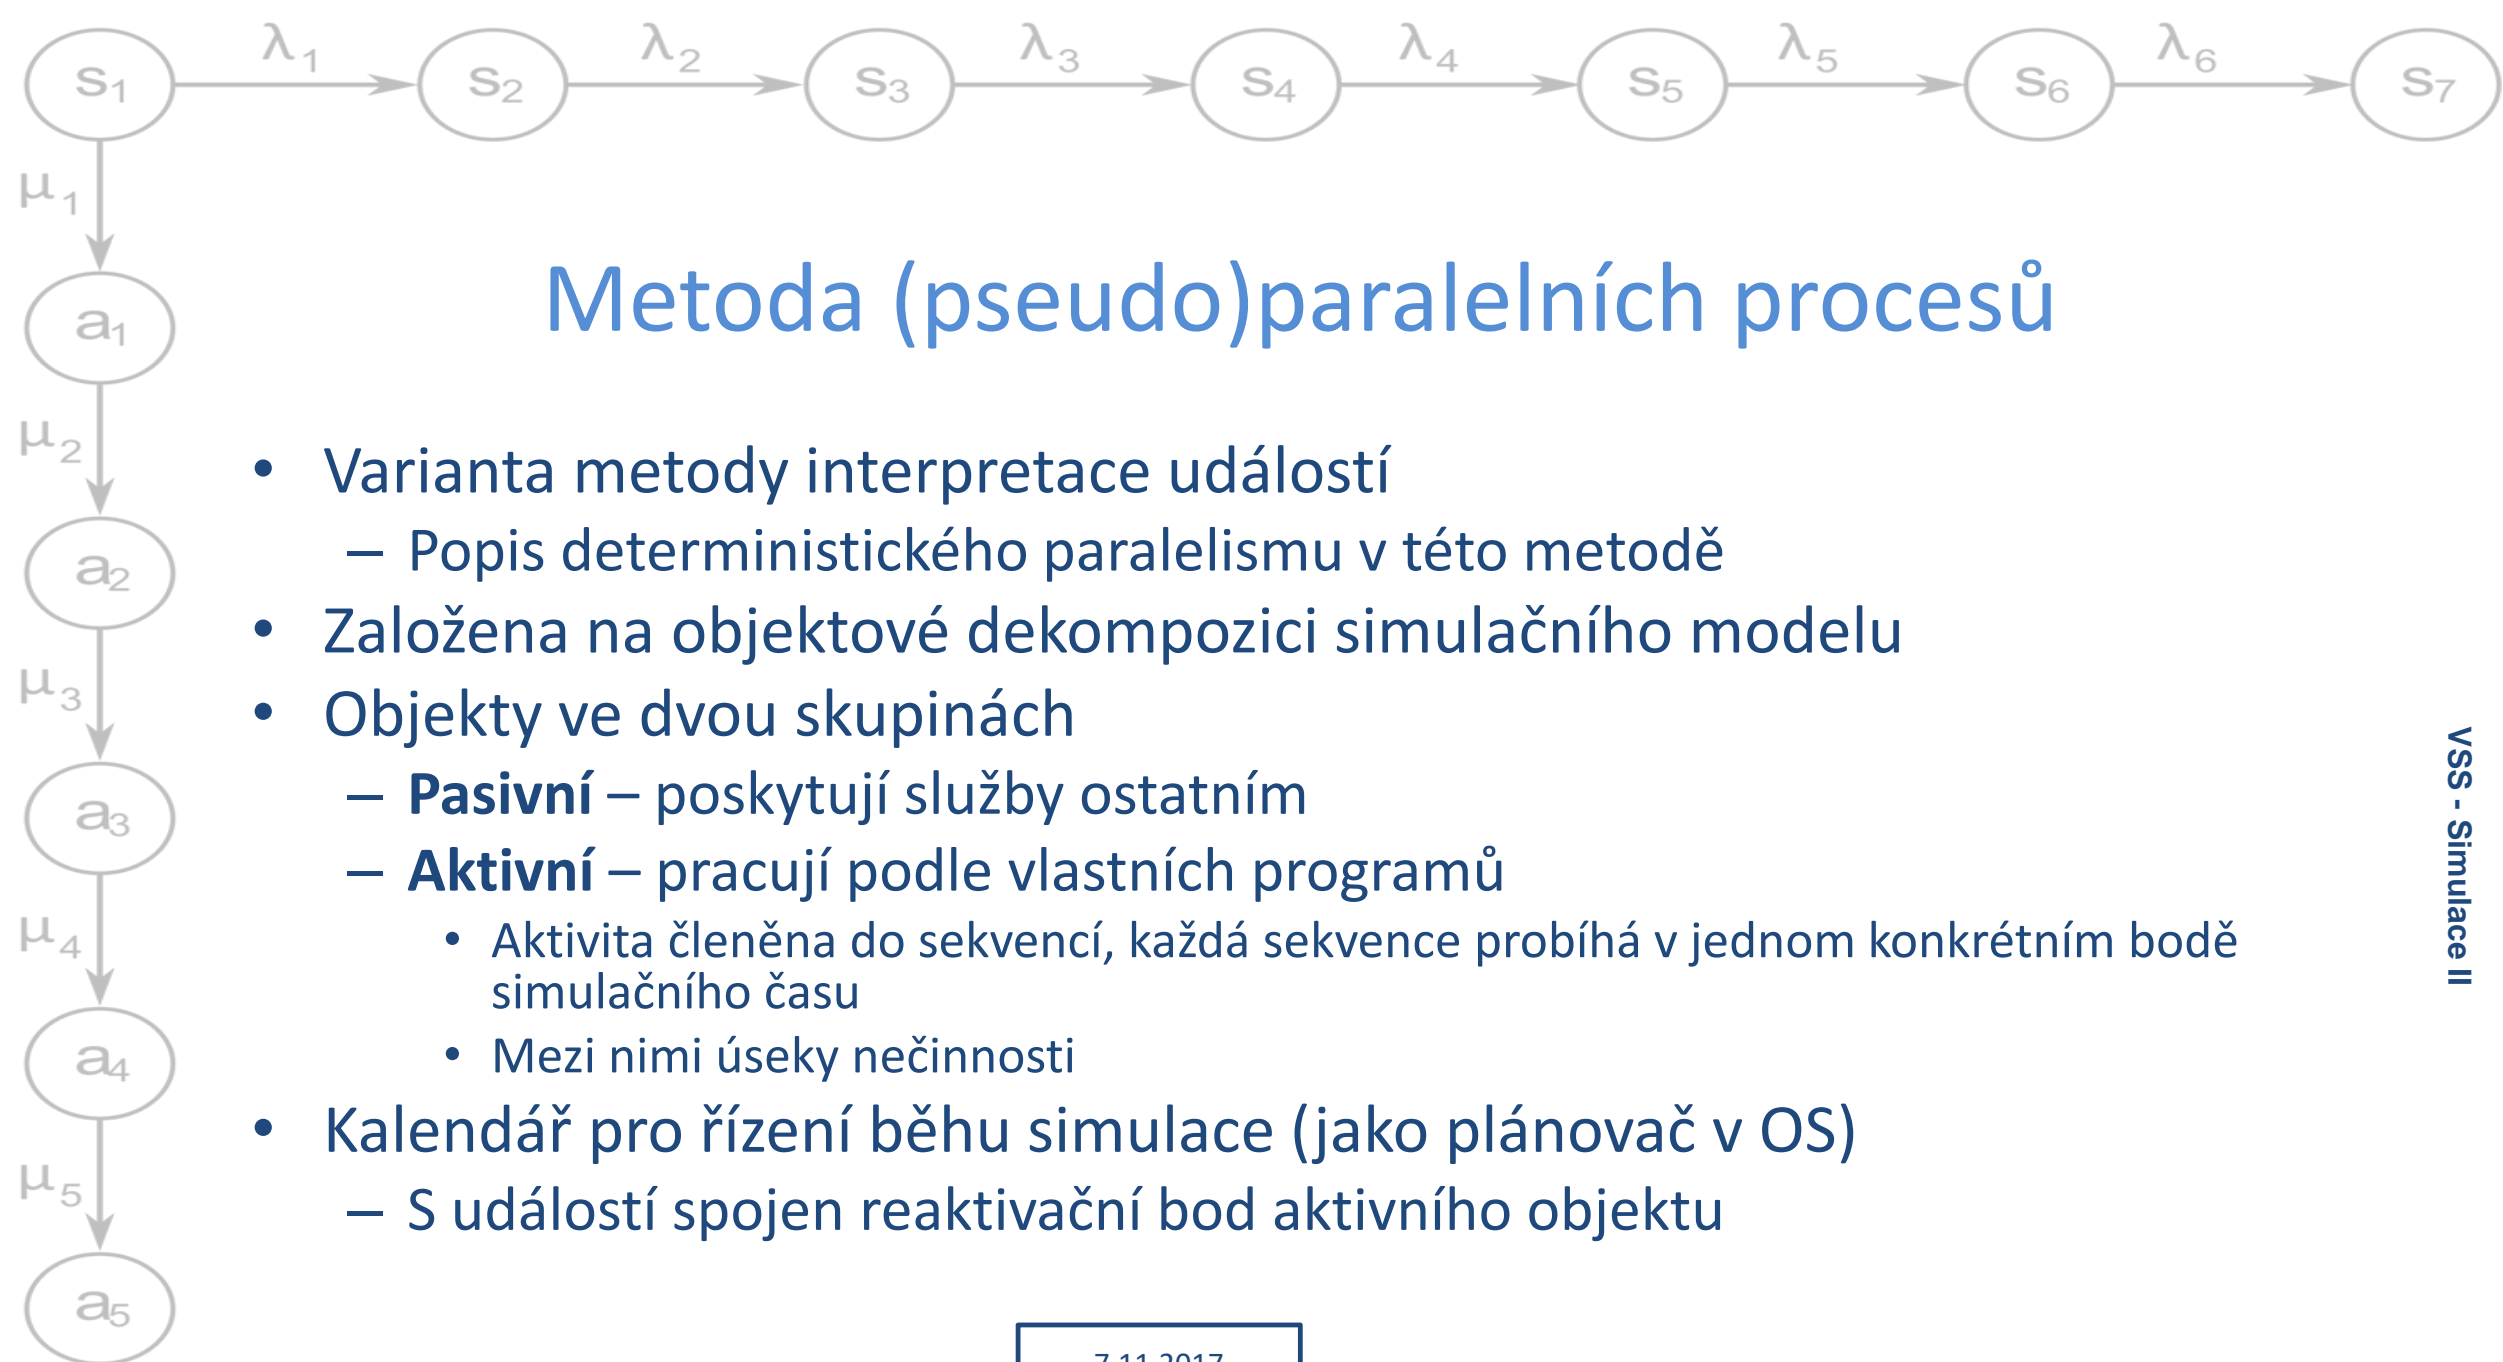 λ1 λ2 λ3 λ4 λ5 λ6
s1 s2 s3 s4 s5 s6 s7
μ1
a1
μ2
a2
μ3
a3
μ4
a4
μ5
a5
Metoda (pseudo)paralelních procesů
• Varianta metody interpretace událostí
– Popis deterministického paralelismu v této metodě
• Založena na objektové dekompozici simulačního modelu
• Objekty ve dvou skupinách
– Pasivní – poskytují služby ostatním
– Aktivní – pracují podle vlastních programů
• Aktivita členěna do sekvencí, každá sekvence probíhá v jednom konkrétním bodě
simulačního času
• Mezi nimi úseky nečinnosti
• Kalendář pro řízení běhu simulace (jako plánovač v OS)
– S událostí spojen reaktivační bod aktivního objektu
VSS - Simulace II
7.11.2017